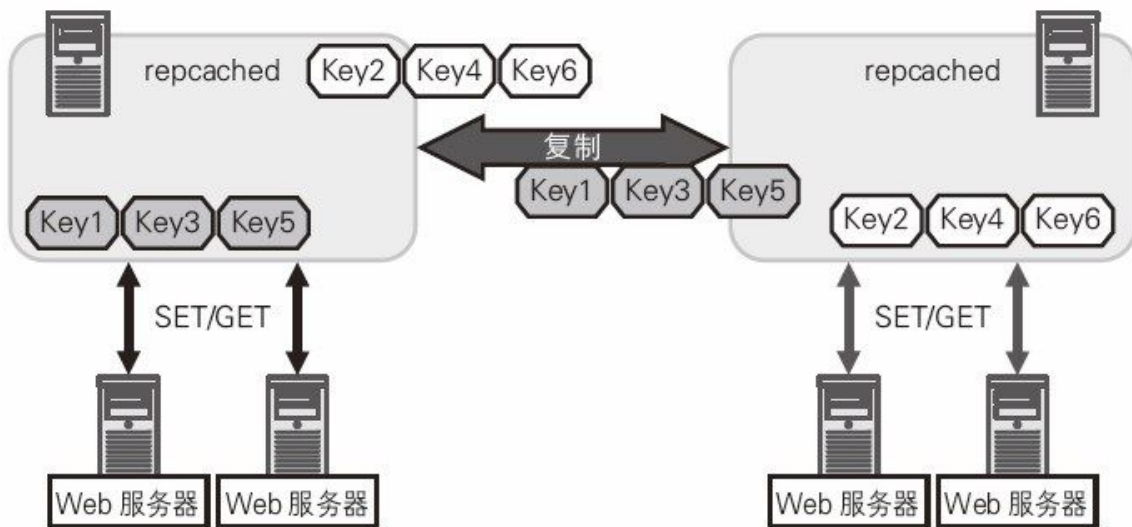 repcached
Key2 Key4 Key6
repcached
复制
Key1 Key3 Key5
Key1 Key3 Key5
Key2 Key4 Key6
SET/GET
SET/GET
Web 服务器
Web 服务器
Web 服务器
Web 服务器